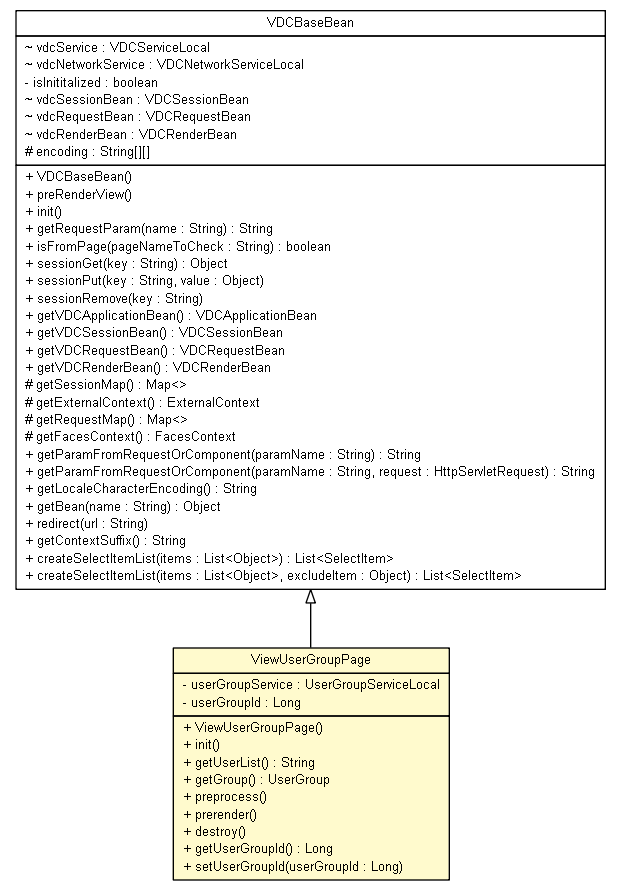 VDCBaseBean
~ vdcService : VDCServiceLocal
~ vdcNetworkService : VDCNetworkServiceLocal
- isInititalized : boolean
~ vdcSessionBean : VDCSessionBean
~ vdcRequestBean : VDCRequestBean
~ vdcRenderBean : VDCRenderBean
# encoding : String[][]
+ VDCBaseBean()
+ preRenderView()
+ init()
+ getRequestParam(name : String) : String
+ isFromPage(pageNameToCheck : String) : boolean
+ sessionGet(key : String) : Object
+ sessionPut(key : String, value : Object)
+ sessionRemove(key : String)
+ getVDCApplicationBean() : VDCApplicationBean
+ getVDCSessionBean() : VDCSessionBean
+ getVDCRequestBean() : VDCRequestBean
+ getVDCRenderBean() : VDCRenderBean
# getSessionMap() : Map<>
# getExternalContext() : ExternalContext
# getRequestMap() : Map<>
# getFacesContext() : FacesContext
+ getParamFromRequestOrComponent(paramName : String) : String
+ getParamFromRequestOrComponent(paramName : String, request : HttpServletRequest) : String
+ getLocaleCharacterEncoding() : String
+ getBean(name : String) : Object
+ redirect(url : String)
+ getContextSuffix() : String
+ createSelectItemList(items : List<Object>) : List<SelectItem>
+ createSelectItemList(items : List<Object>, excludeItem : Object) : List<SelectItem>
ViewUserGroupPage
- userGroupService : UserGroupServiceLocal
- userGroupId : Long
+ ViewUserGroupPage()
+ init()
+ getUserList() : String
+ getGroup() : UserGroup
+ preprocess()
+ prerender()
+ destroy()
+ getUserGroupId() : Long
+ setUserGroupId(userGroupId : Long)